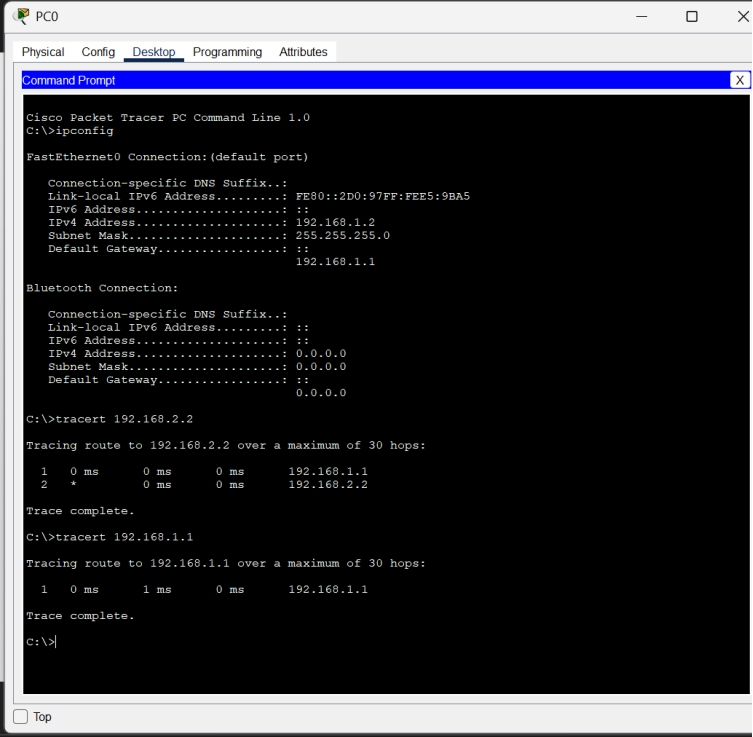 PC0
Physical Config Desktop Programming Attributes
Command Prompt
X
Cisco Packet Tracer PC Command Line 1.0
C:\>ipconfig
FastEthernet0 Connection:(default port)
Connection-specific DNS Suffix..:
Link-local IPv6 Address.........: FE80::2D0:97FF:FEE5:9BA5
IPv6 Address....................: ::
IPv4 Address....................: 192.168.1.2
Subnet Mask.....................: 255.255.255.0
Default Gateway.................: ::
192.168.1.1
Bluetooth Connection:
Connection-specific DNS Suffix..:
Link-local IPv6 Address.........: ::
IPv6 Address....................: ::
IPv4 Address....................: 0.0.0.0
Subnet Mask.....................: 0.0.0.0
Default Gateway.................: ::
0.0.0.0
C:\>tracert 192.168.2.2
Tracing route to 192.168.2.2 over a maximum of 30 hops:
1 0 ms 0 ms 0 ms 192.168.1.1
2 * 0 ms 0 ms 192.168.2.2
Trace complete.
C:\>tracert 192.168.1.1
Tracing route to 192.168.1.1 over a maximum of 30 hops:
1 0 ms 1 ms 0 ms 192.168.1.1
Trace complete.
C:\>
Top